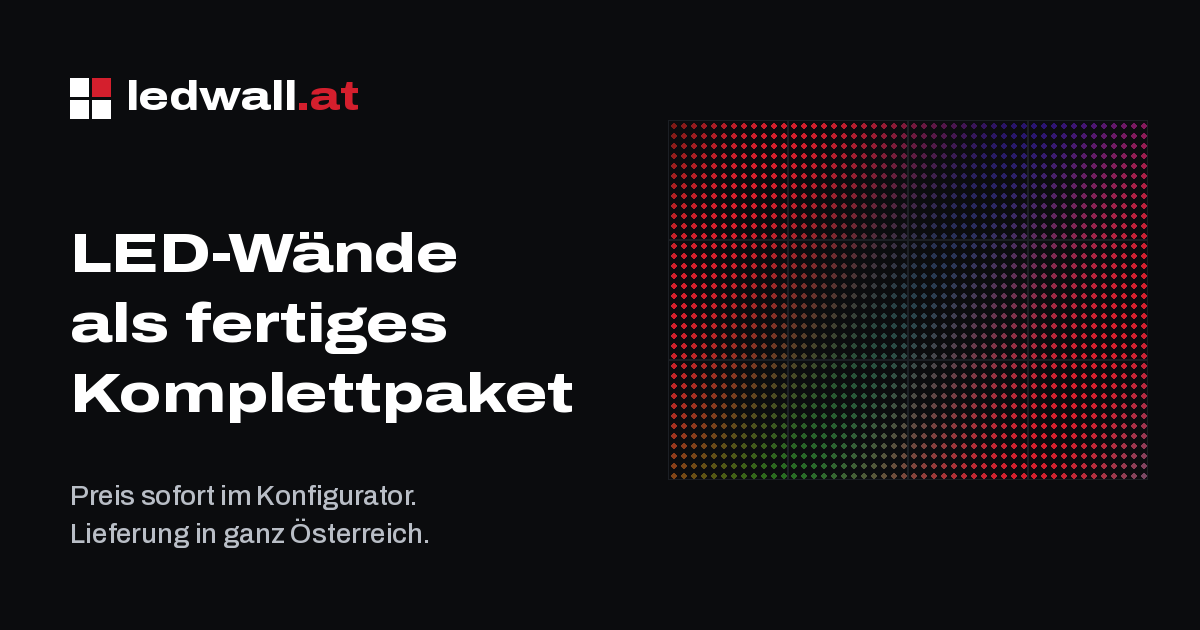 ledwall.at
LED-Wände
als fertiges
Komplettpaket
Preis sofort im Konfigurator.
Lieferung in ganz Österreich.